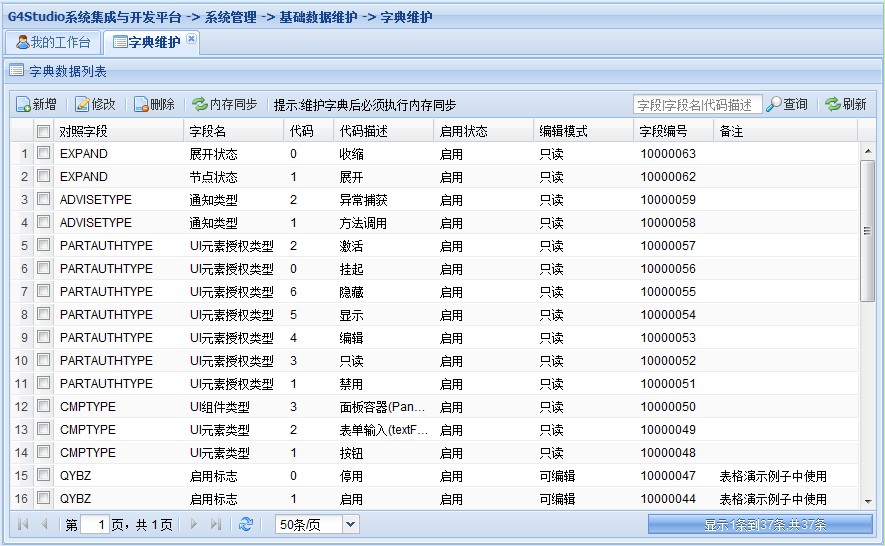 G4Studio系统集成与开发平台 -> 系统管理 -> 基础数据维护 -> 字典维护
我的工作台 字典维护
字典数据列表
新增 修改 删除 内存同步 提示:维护字典后必须执行内存同步 字段|字段名|代码描述 查询 刷新
对照字段 字段名 代码 代码描述 启用状态 编辑模式 字段编号 备注
1 EXPAND 展开状态 0 收缩 启用 只读 10000063
2 EXPAND 节点状态 1 展开 启用 只读 10000062
3 ADVISETYPE 通知类型 2 异常捕获 启用 只读 10000059
4 ADVISETYPE 通知类型 1 方法调用 启用 只读 10000058
5 PARTAUTHTYPE UI元素授权类型 2 激活 启用 只读 10000057
6 PARTAUTHTYPE UI元素授权类型 0 挂起 启用 只读 10000056
7 PARTAUTHTYPE UI元素授权类型 6 隐藏 启用 只读 10000055
8 PARTAUTHTYPE UI元素授权类型 5 显示 启用 只读 10000054
9 PARTAUTHTYPE UI元素授权类型 4 编辑 启用 只读 10000053
10 PARTAUTHTYPE UI元素授权类型 3 只读 启用 只读 10000052
11 PARTAUTHTYPE UI元素授权类型 1 禁用 启用 只读 10000051
12 CMPTYPE UI组件类型 3 面板容器(Pan... 启用 只读 10000050
13 CMPTYPE UI元素类型 2 表单输入(textF... 启用 只读 10000049
14 CMPTYPE UI元素类型 1 按钮 启用 只读 10000048
15 QYBZ 启用标志 0 停用 启用 可编辑 10000047 表格演示例子中使用
16 QYBZ 启用标志 1 启用 启用 可编辑 10000044 表格演示例子中使用
第 1 页，共 1 页 50条/页 显示1条到37条,共37条